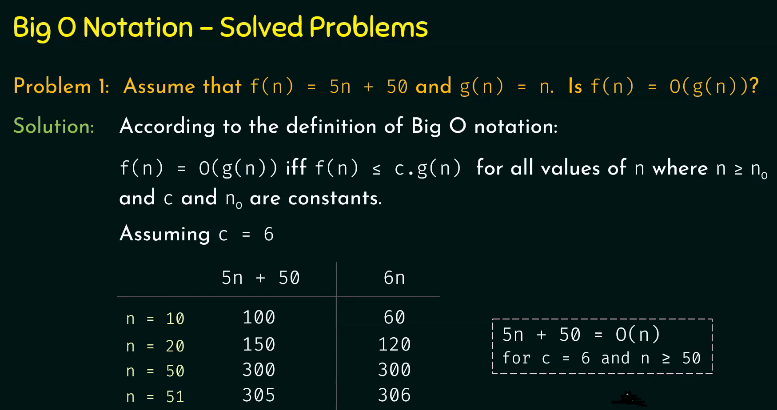 Big O Notation – Solved Problems
Problem 1: Assume that f(n) = 5n + 50 and g(n) = n. Is f(n) = O(g(n))?
Solution: According to the definition of Big O notation:
f(n) = O(g(n)) iff f(n) ≤ c.g(n) for all values of n where n ≥ n₀
and c and n₀ are constants.
Assuming c = 6
5n + 50 6n
n = 10 100 60
n = 20 150 120
n = 50 300 300
n = 51 305 306
5n + 50 = O(n)
for c = 6 and n ≥ 50